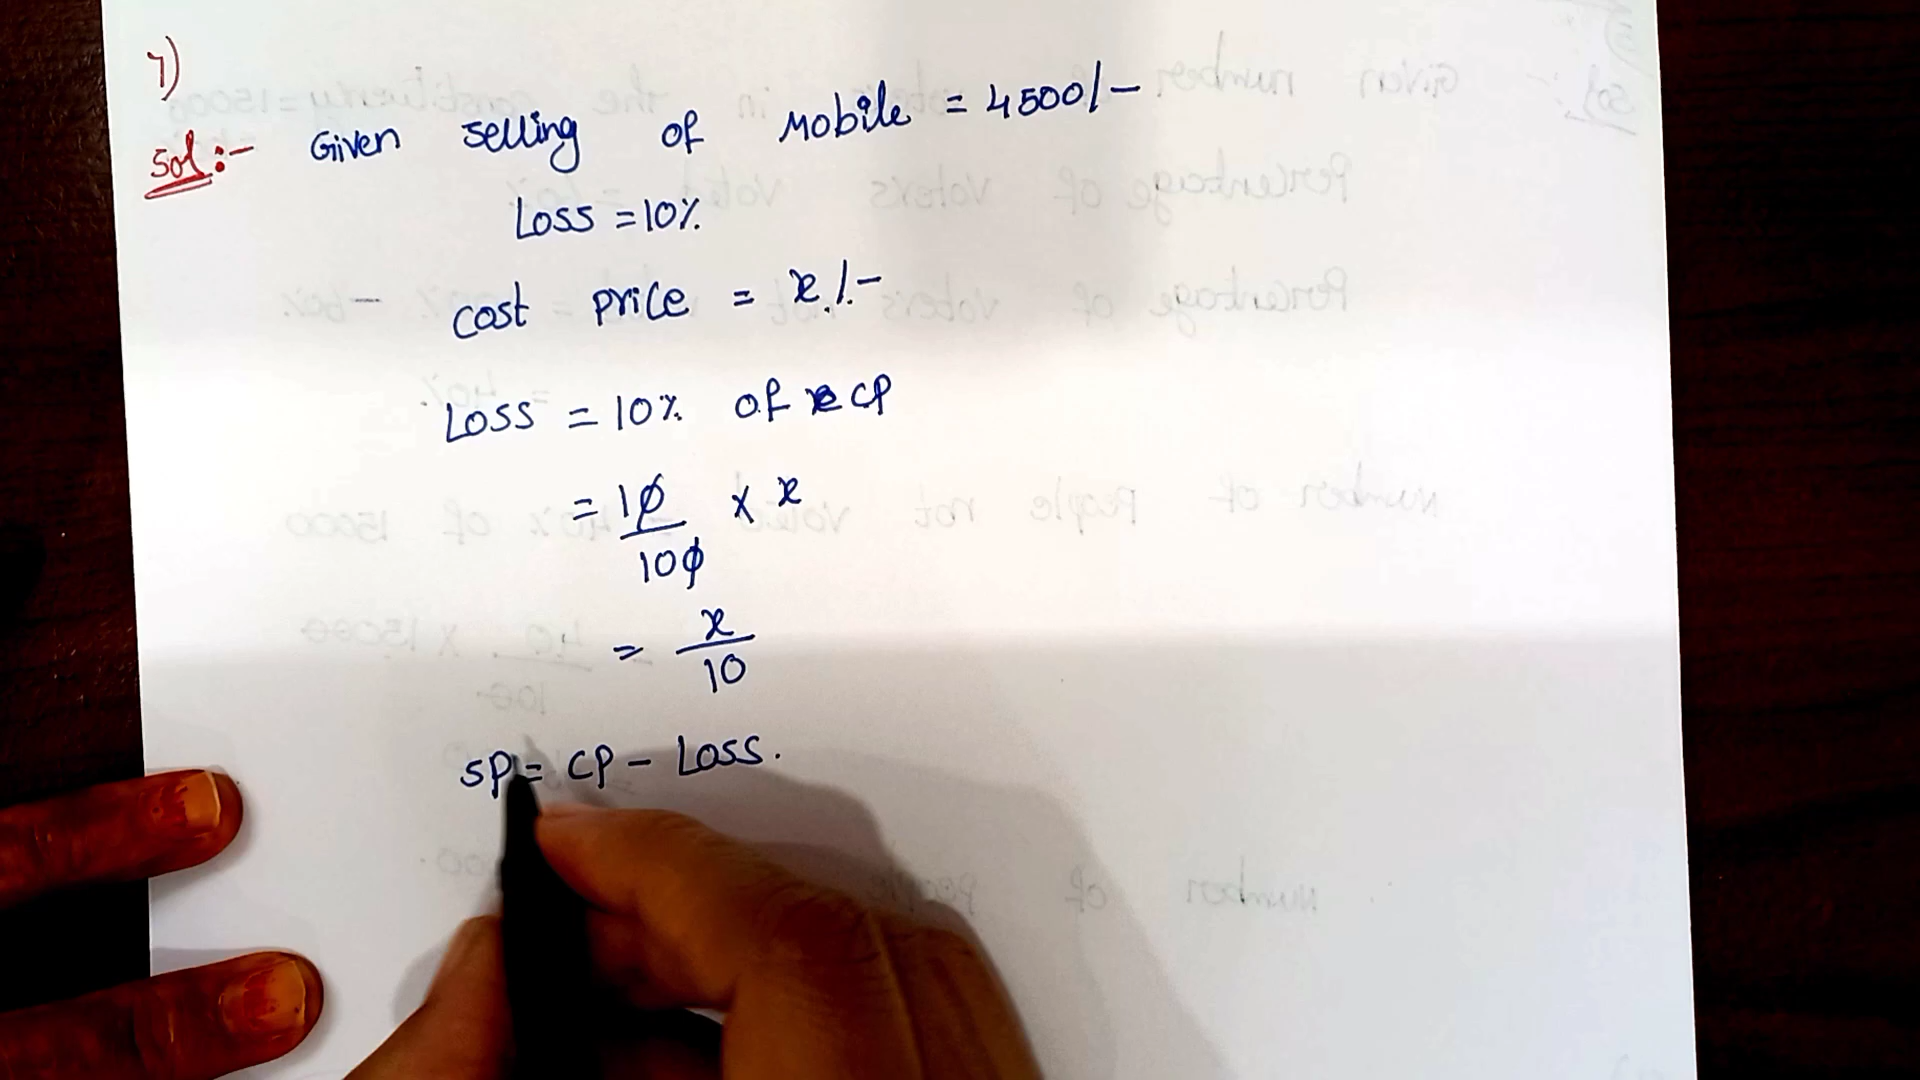 7)
Sol:- Given selling of Mobile = 4500/-
Loss = 10%
cost price = x/-
Loss = 10% of CP
= 10/100 × x
= x/10
SP = CP - Loss.